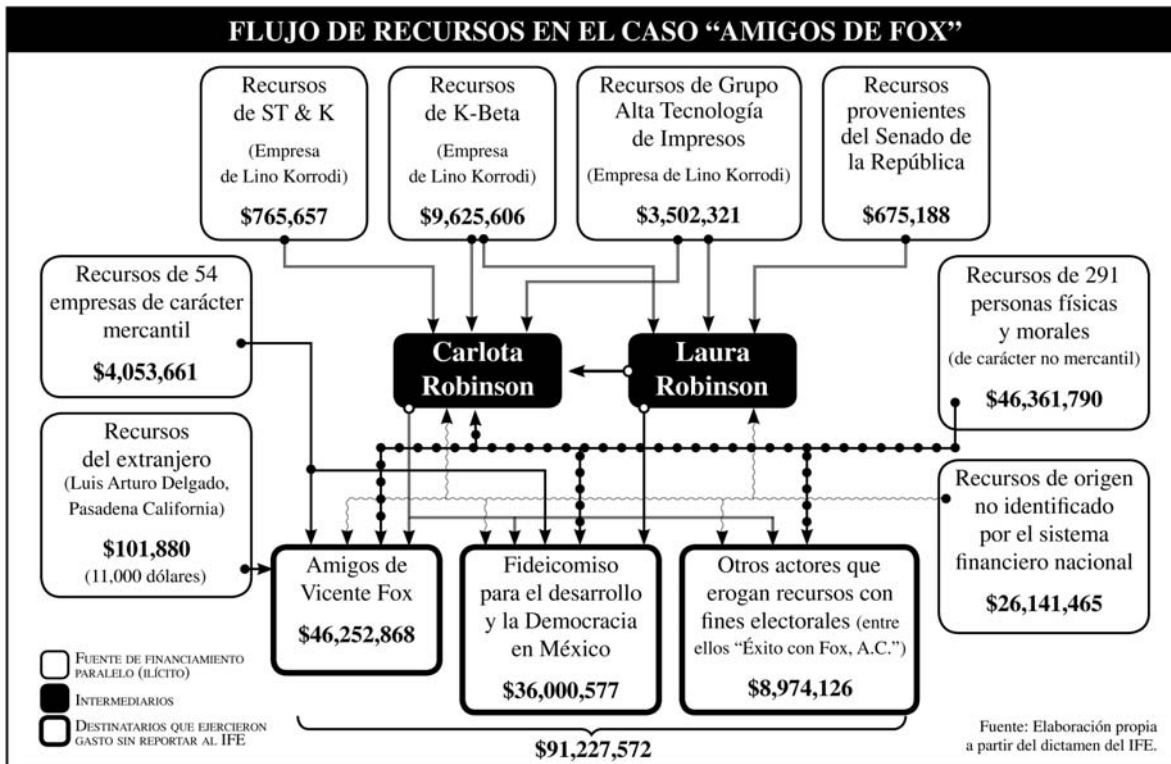 FLUJO DE RECURSOS EN EL CASO “AMIGOS DE FOX”
Recursos
de ST & K
(Empresa
de Lino Korrodi)
$765,657
Recursos
de K-Beta
(Empresa
de Lino Korrodi)
$9,625,606
Recursos de Grupo
Alta Tecnología
de Impresos
(Empresa de Lino Korrodi)
$3,502,321
Recursos
provenientes
del Senado de
la República
$675,188
Recursos de 54
empresas de carácter
mercantil
$4,053,661
Carlota
Robinson
Laura
Robinson
Recursos de 291
personas físicas
y morales
(de carácter no mercantil)
$46,361,790
Recursos
del extranjero
(Luis Arturo Delgado,
Pasadena California)
$101,880
(11,000 dólares)
Recursos de origen
no identificado
por el sistema
financiero nacional
$26,141,465
Amigos de
Vicente Fox
$46,252,868
Fideicomiso
para el desarrollo
y la Democracia
en México
$36,000,577
Otros actores que
erogan recursos con
fines electorales (entre
ellos “Éxito con Fox, A.C.”)
$8,974,126
FUENTE DE FINANCIAMIENTO
PARALELO (ILÍCITO)
INTERMEDIARIOS
DESTINATARIOS QUE EJERCIERON
GASTO SIN REPORTAR AL IFE
$91,227,572
Fuente: Elaboración propia
a partir del dictamen del IFE.